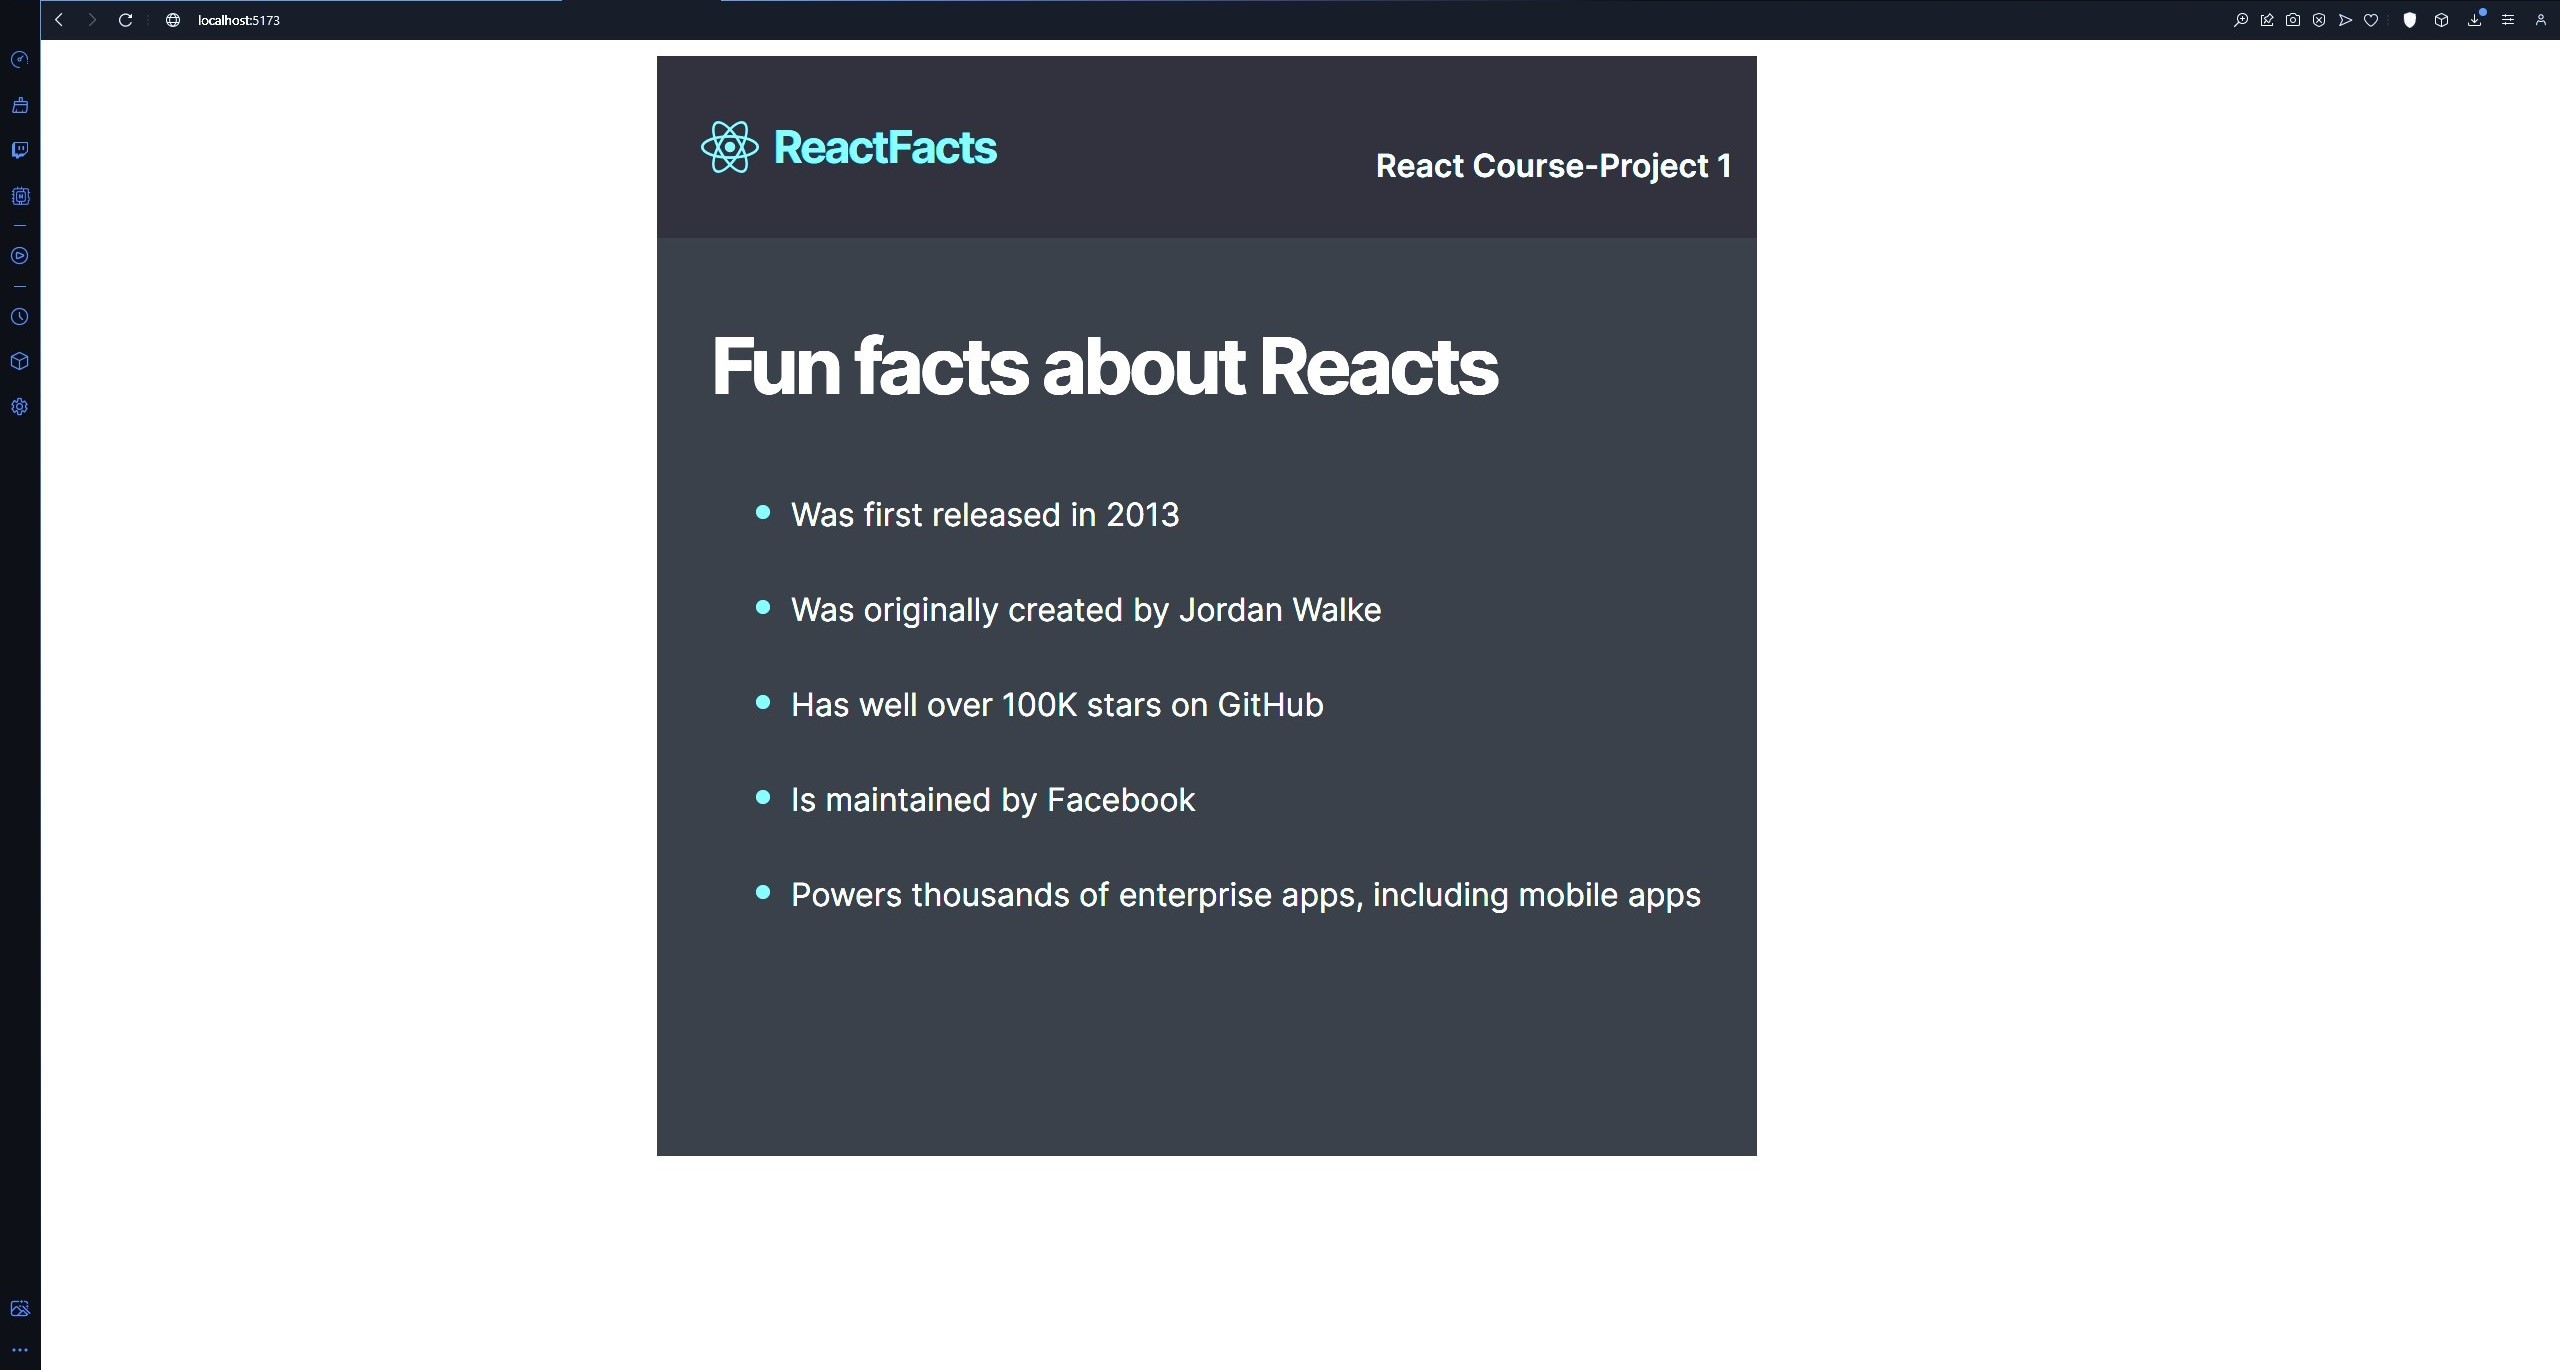 localhost:5173
ReactFacts
React Course-Project 1
Fun facts about Reacts
Was first released in 2013
Was originally created by Jordan Walke
Has well over 100K stars on GitHub
Is maintained by Facebook
Powers thousands of enterprise apps, including mobile apps